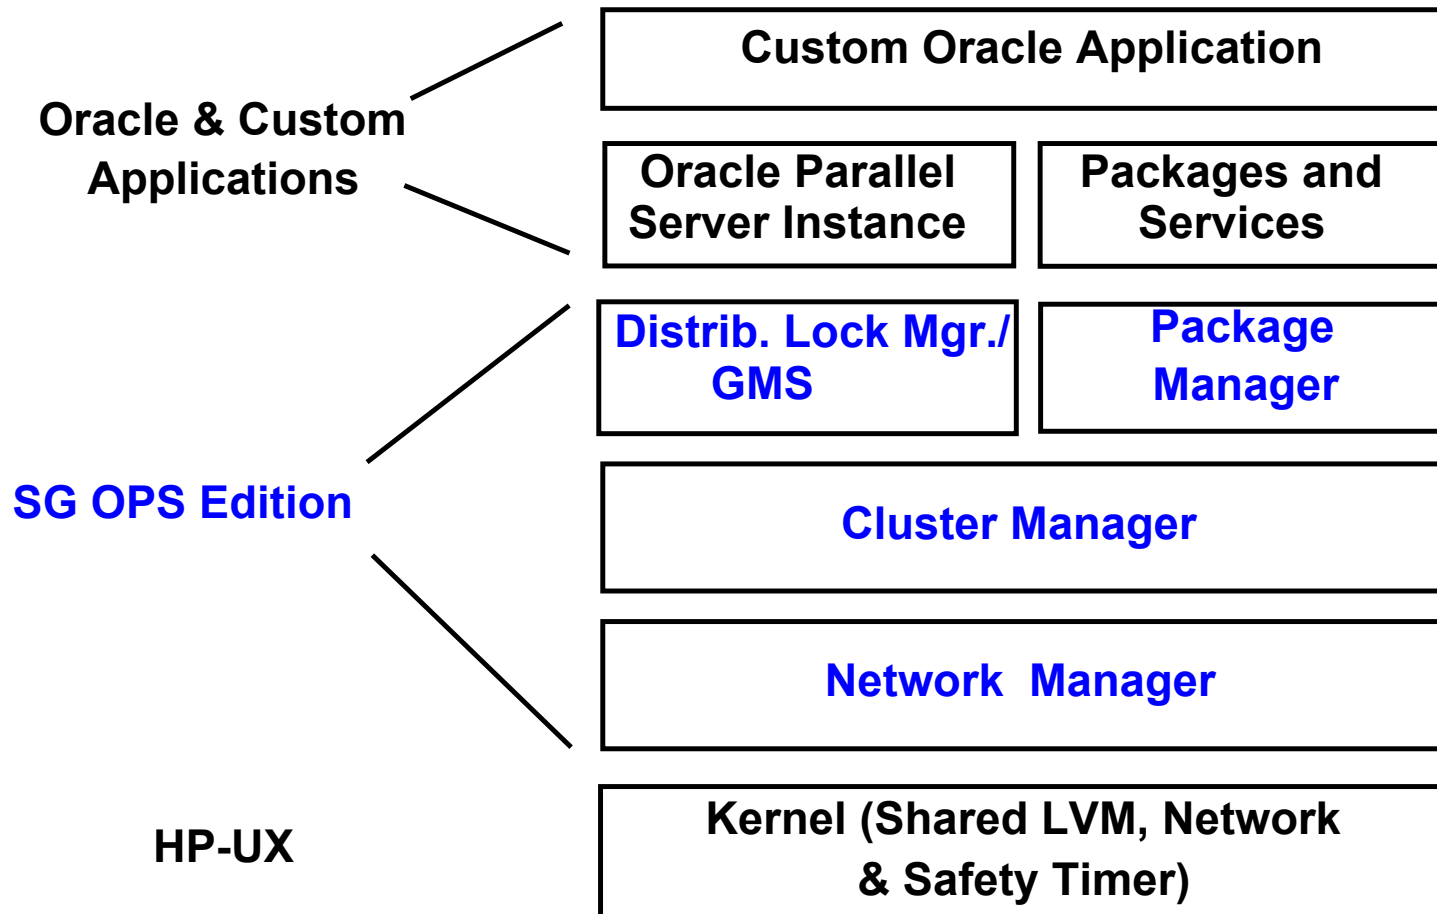 Custom Oracle Application
Oracle & Custom
Applications
Oracle Parallel
Server Instance
Packages and
Services
Distrib. Lock Mgr./
GMS
Package
Manager
SG OPS Edition
Cluster Manager
Network Manager
HP-UX
Kernel (Shared LVM, Network
& Safety Timer)